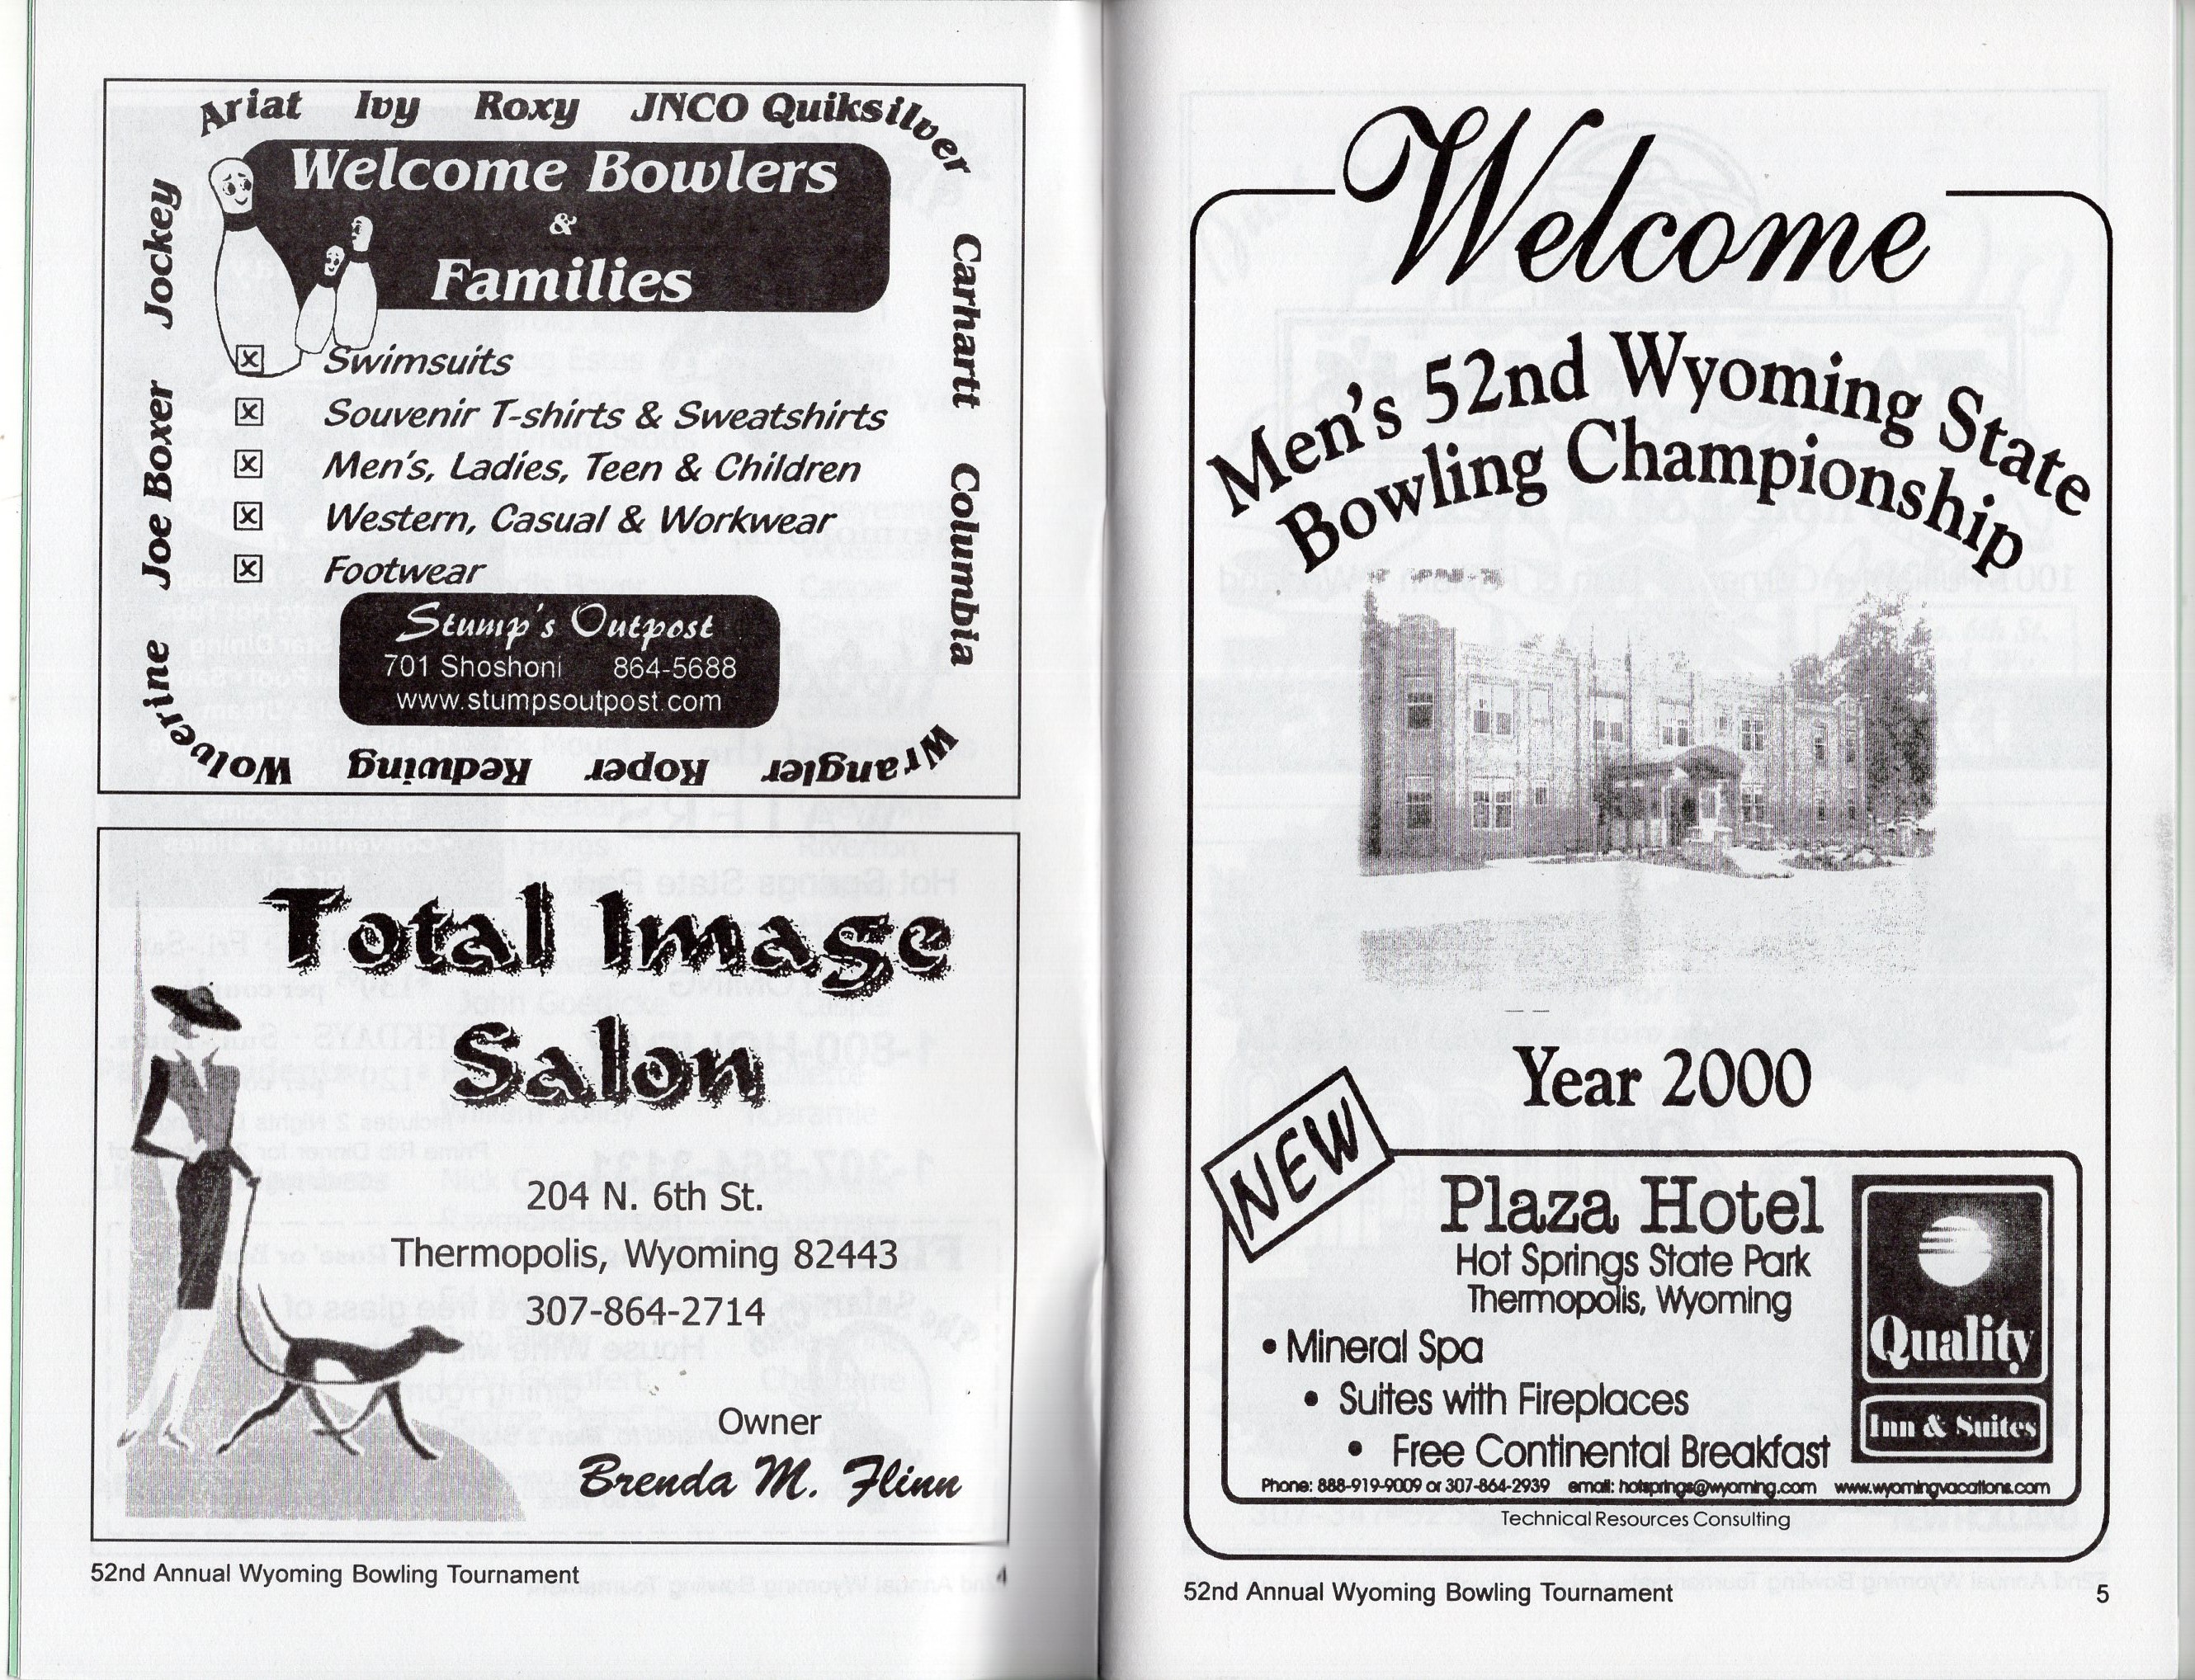 Ariat Ivy Roxy JNCO Quiksilver
Jockey
Joe Boxer
Wolverine
Welcome Bowlers
&
Families
Swimsuits
Souvenir T-shirts & Sweatshirts
Men's, Ladies, Teen & Children
Western, Casual & Workwear
Footwear
Stump's Outpost
701 Shoshoni 864-5688
www.stumpsoutpost.com
Carhartt
Columbia
Wrangler Roper Redwing
Total Image
Salon
204 N. 6th St.
Thermopolis, Wyoming 82443
307-864-2714
Owner
Brenda M. Flinn
52nd Annual Wyoming Bowling Tournament 4
Welcome
Men's 52nd Wyoming State
Bowling Championship
Year 2000
NEW
Plaza Hotel
Hot Springs State Park
Thermopolis, Wyoming
• Mineral Spa
• Suites with Fireplaces
• Free Continental Breakfast
Quality
Inn & Suites
Phone: 888-919-9009 or 307-864-2939 email: hotsprings@wyoming.com www.wyomingvacations.com
Technical Resources Consulting
52nd Annual Wyoming Bowling Tournament 5